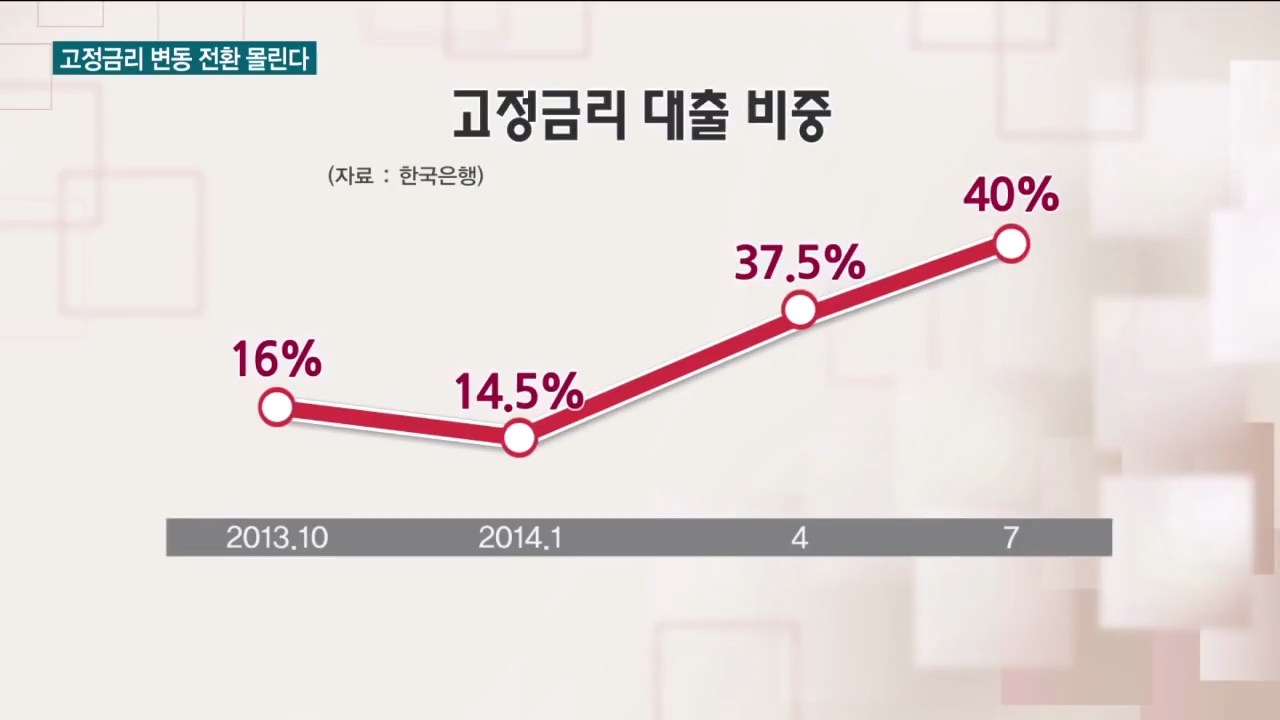 고정금리 변동 전환 몰린다
고정금리 대출 비중
(자료 : 한국은행)
40%
37.5%
16%
14.5%
2013.10 2014.1 4 7